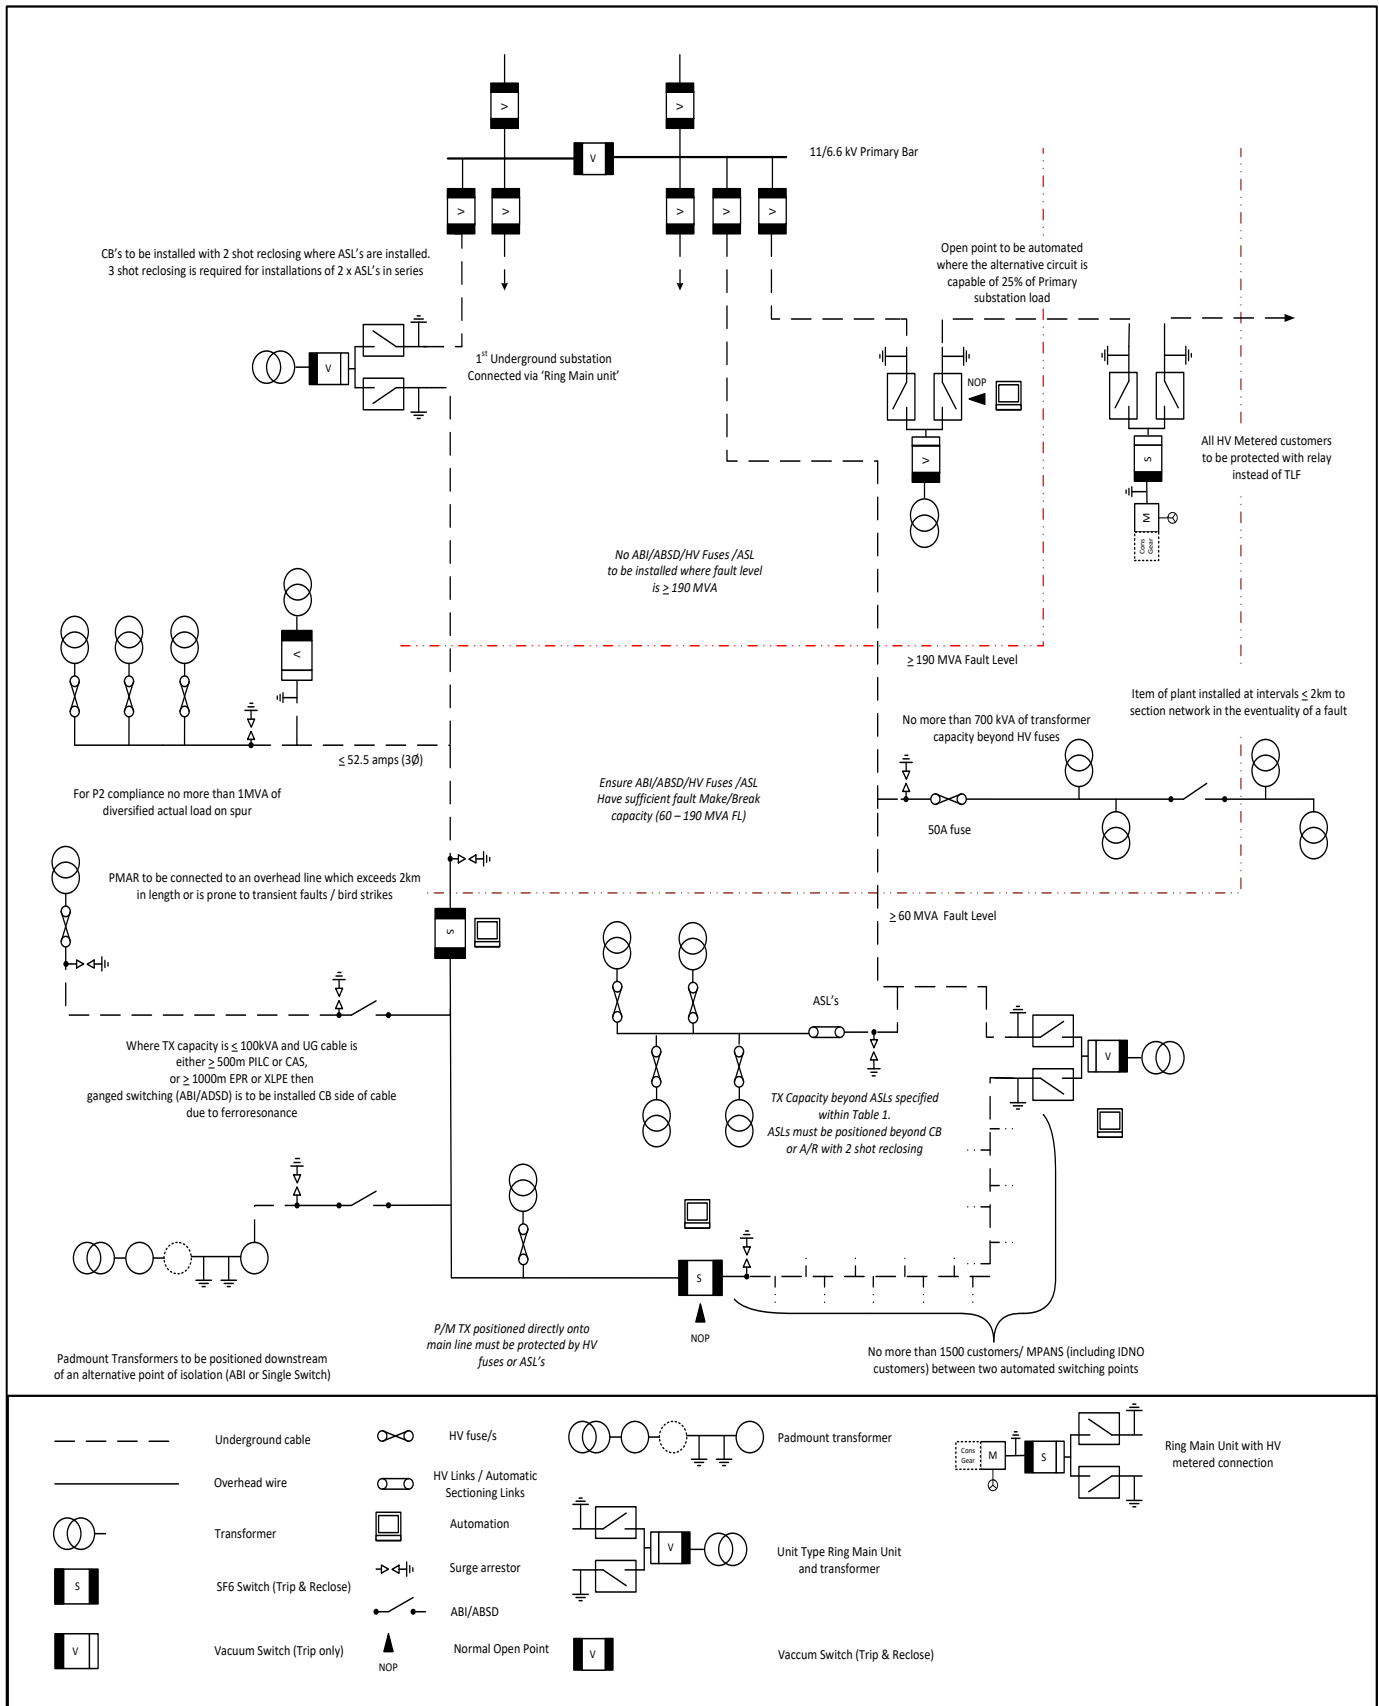 V
V
V
11/6.6 kV Primary Bar
V
V
V
V
V
CB's to be installed with 2 shot reclosing where ASL's are installed.
3 shot reclosing is required for installations of 2 x ASL's in series
Open point to be automated
where the alternative circuit is
capable of 25% of Primary
substation load
1st Underground substation
Connected via 'Ring Main unit'
V
NOP
V
S
M
Cons
Gear
All HV Metered customers
to be protected with relay
instead of TLF
No ABI/ABSD/HV Fuses /ASL
to be installed where fault level
is ≥ 190 MVA
V
≥ 190 MVA Fault Level
Item of plant installed at intervals ≤ 2km to
section network in the eventuality of a fault
No more than 700 kVA of transformer
capacity beyond HV fuses
≤ 52.5 amps (3Ø)
For P2 compliance no more than 1MVA of
diversified actual load on spur
Ensure ABI/ABSD/HV Fuses /ASL
Have sufficient fault Make/Break
capacity (60 – 190 MVA FL)
50A fuse
PMAR to be connected to an overhead line which exceeds 2km
in length or is prone to transient faults / bird strikes
≥ 60 MVA Fault Level
S
ASL's
Where TX capacity is ≤ 100kVA and UG cable is
either ≥ 500m PILC or CAS,
or ≥ 1000m EPR or XLPE then
ganged switching (ABI/ADSD) is to be installed CB side of cable
due to ferroresonance
V
TX Capacity beyond ASLs specified
within Table 1.
ASLs must be positioned beyond CB
or A/R with 2 shot reclosing
S
NOP
P/M TX positioned directly onto
main line must be protected by HV
fuses or ASL's
No more than 1500 customers/ MPANS (including IDNO
customers) between two automated switching points
Padmount Transformers to be positioned downstream
of an alternative point of isolation (ABI or Single Switch)
Underground cable
Overhead wire
Transformer
S
SF6 Switch (Trip & Reclose)
V
Vacuum Switch (Trip only)
HV fuse/s
HV Links / Automatic
Sectioning Links
Automation
Surge arrestor
ABI/ABSD
NOP
Normal Open Point
Padmount transformer
V
Unit Type Ring Main Unit
and transformer
V
Vaccum Switch (Trip & Reclose)
Cons
Gear
M
S
Ring Main Unit with HV
metered connection